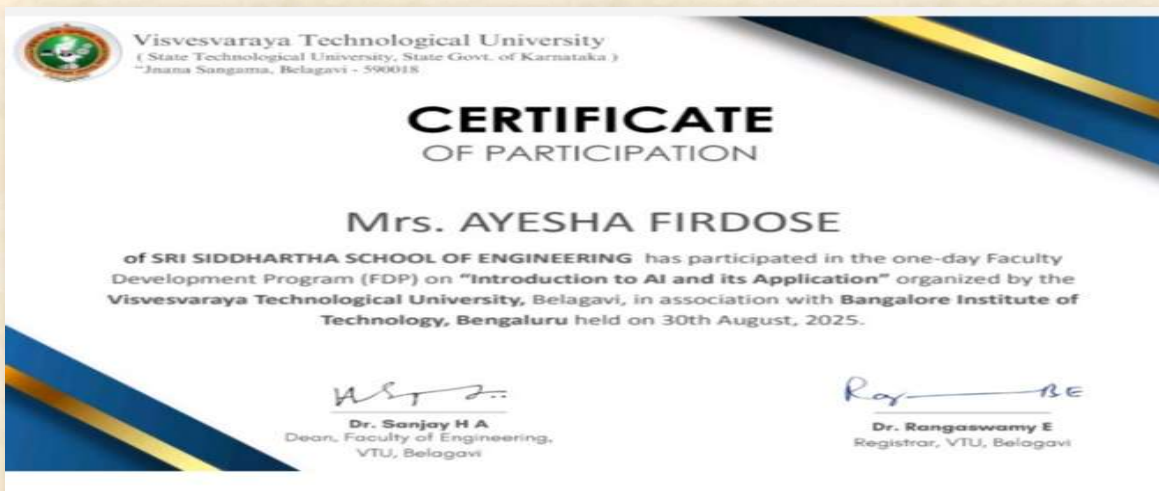 Visvesvaraya Technological University
( State Technological University, State Govt. of Karnataka )
"Jnana Sangama, Belagavi - 590018
CERTIFICATE
OF PARTICIPATION
Mrs. AYESHA FIRDOSE
of SRI SIDDHARTHA SCHOOL OF ENGINEERING has participated in the one-day Faculty
Development Program (FDP) on “Introduction to AI and its Application” organized by the
Visvesvaraya Technological University, Belagavi, in association with Bangalore Institute of
Technology, Bengaluru held on 30th August, 2025.
Dr. Sanjay H A
Dean, Faculty of Engineering,
VTU, Belagavi
Dr. Rangaswamy E
Registrar, VTU, Belagavi